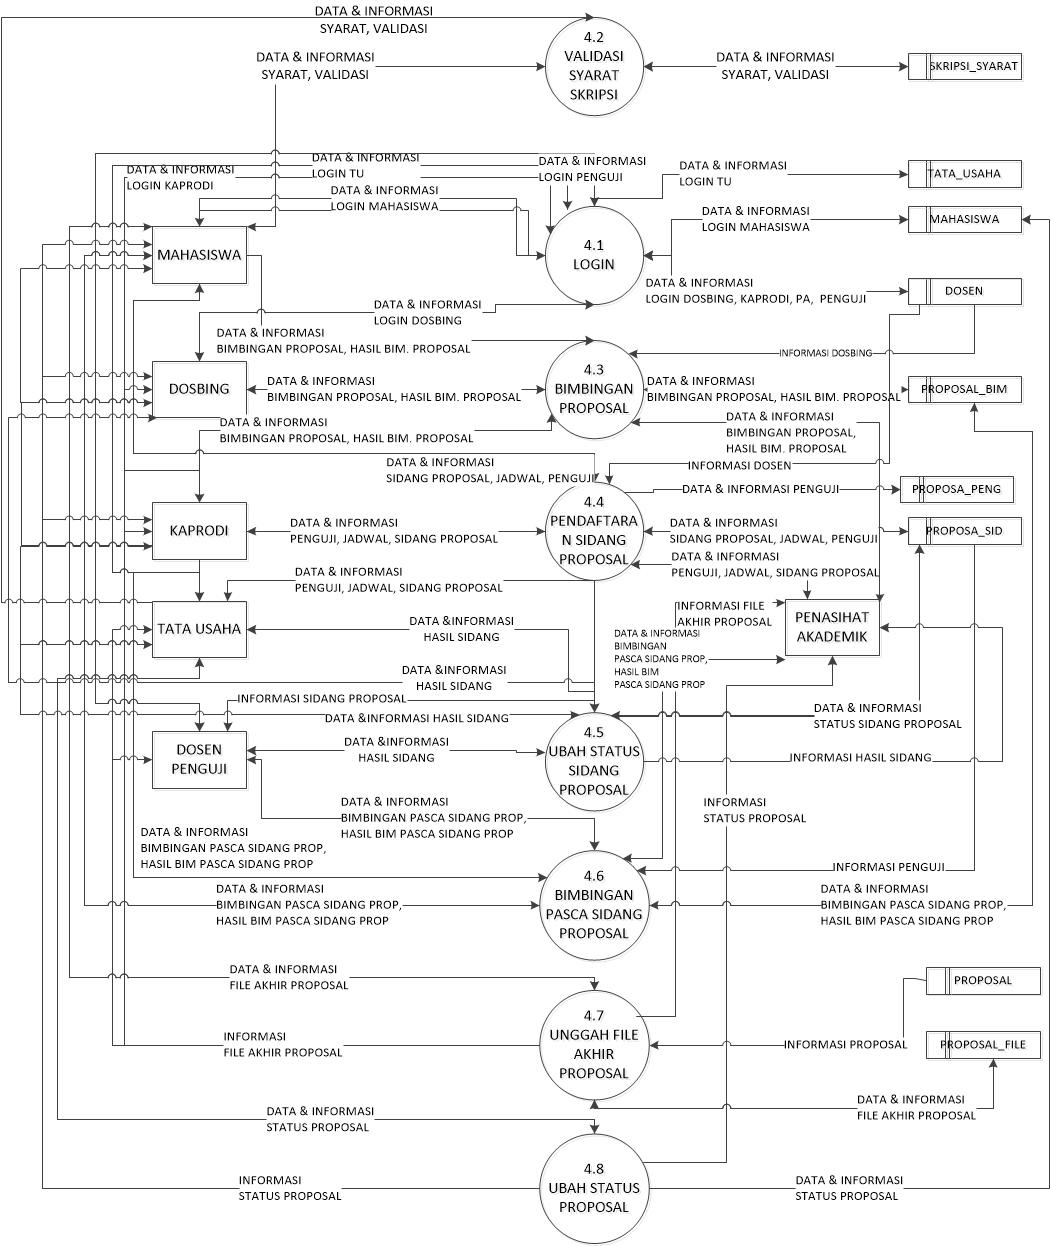 DATA & INFORMASI
SYARAT, VALIDASI
4.2
VALIDASI
SYARAT
SKRIPSI
DATA & INFORMASI
SYARAT, VALIDASI
DATA & INFORMASI
SYARAT, VALIDASI
SKRIPSI_SYARAT
DATA & INFORMASI
LOGIN KAPRODI
DATA & INFORMASI
LOGIN TU
DATA & INFORMASI
LOGIN PENGUJI
DATA & INFORMASI
LOGIN TU
TATA_USAHA
DATA & INFORMASI
LOGIN MAHASISWA
DATA & INFORMASI
LOGIN MAHASISWA
MAHASISWA
MAHASISWA
4.1
LOGIN
DATA & INFORMASI
LOGIN DOSBING, KAPRODI, PA, PENGUJI
DOSEN
DATA & INFORMASI
LOGIN DOSBING
DATA & INFORMASI
BIMBINGAN PROPOSAL, HASIL BIM. PROPOSAL
INFORMASI DOSBING
DOSBING
DATA & INFORMASI
BIMBINGAN PROPOSAL, HASIL BIM. PROPOSAL
4.3
BIMBINGAN
PROPOSAL
DATA & INFORMASI
BIMBINGAN PROPOSAL, HASIL BIM. PROPOSAL
PROPOSAL_BIM
DATA & INFORMASI
BIMBINGAN PROPOSAL, HASIL BIM. PROPOSAL
DATA & INFORMASI
BIMBINGAN PROPOSAL,
HASIL BIM. PROPOSAL
DATA & INFORMASI
SIDANG PROPOSAL, JADWAL, PENGUJI
INFORMASI DOSEN
DATA & INFORMASI PENGUJI
PROPOSA_PENG
KAPRODI
DATA & INFORMASI
PENGUJI, JADWAL, SIDANG PROPOSAL
4.4
PENDAFTARA
N SIDANG
PROPOSAL
DATA & INFORMASI
SIDANG PROPOSAL, JADWAL, PENGUJI
PROPOSA_SID
DATA & INFORMASI
PENGUJI, JADWAL, SIDANG PROPOSAL
DATA & INFORMASI
PENGUJI, JADWAL, SIDANG PROPOSAL
TATA USAHA
DATA &INFORMASI
HASIL SIDANG
INFORMASI FILE
AKHIR PROPOSAL
PENASIHAT
AKADEMIK
DATA & INFORMASI
BIMBINGAN
PASCA SIDANG PROP,
HASIL BIM
PASCA SIDANG PROP
DATA &INFORMASI
HASIL SIDANG
INFORMASI SIDANG PROPOSAL
DATA &INFORMASI HASIL SIDANG
DATA & INFORMASI
STATUS SIDANG PROPOSAL
DOSEN
PENGUJI
DATA &INFORMASI
HASIL SIDANG
4.5
UBAH STATUS
SIDANG
PROPOSAL
INFORMASI HASIL SIDANG
DATA & INFORMASI
BIMBINGAN PASCA SIDANG PROP,
HASIL BIM PASCA SIDANG PROP
INFORMASI
STATUS PROPOSAL
DATA &INFORMASI
BIMBINGAN PASCA SIDANG PROP,
HASIL BIM PASCA SIDANG PROP
4.6
BIMBINGAN
PASCA SIDANG
PROPOSAL
INFORMASI PENGUJI
DATA & INFORMASI
BIMBINGAN PASCA SIDANG PROP,
HASIL BIM PASCA SIDANG PROP
DATA & INFORMASI
BIMBINGAN PASCA SIDANG PROP,
HASIL BIM PASCA SIDANG PROP
DATA & INFORMASI
FILE AKHIR PROPOSAL
PROPOSAL
INFORMASI
FILE AKHIR PROPOSAL
4.7
UNGGAH FILE
AKHIR
PROPOSAL
INFORMASI PROPOSAL
PROPOSAL_FILE
DATA & INFORMASI
FILE AKHIR PROPOSAL
DATA & INFORMASI
STATUS PROPOSAL
INFORMASI
STATUS PROPOSAL
4.8
UBAH STATUS
PROPOSAL
DATA & INFORMASI
STATUS PROPOSAL